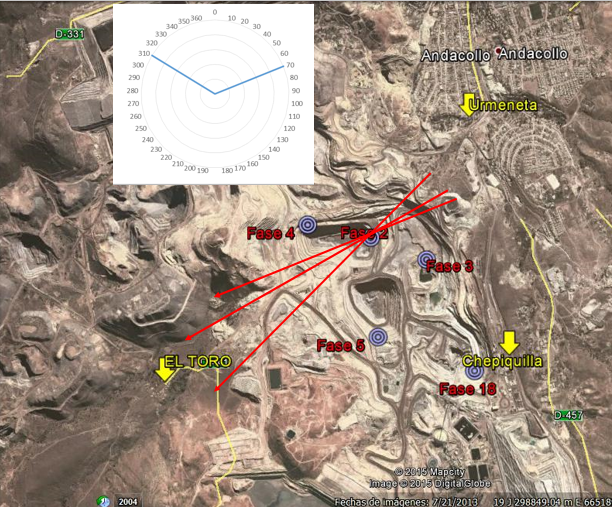 D-331
0
10
20
30
40
50
60
70
80
90
100
110
120
130
140
150
160
170
180
190
200
210
220
230
240
250
260
270
280
290
300
310
320
330
340
350
Andacollo Andacollo
Urmeneta
Fase 4
Fase 2
Fase 3
Fase 5
EL TORO
Chepiquilla
Fase 18
D-457
© 2015 Mapcity
Image © 2015 DigitalGlobe
2004
Fechas de imágenes: 7/21/2013 19 J 298849.04 m E 66518